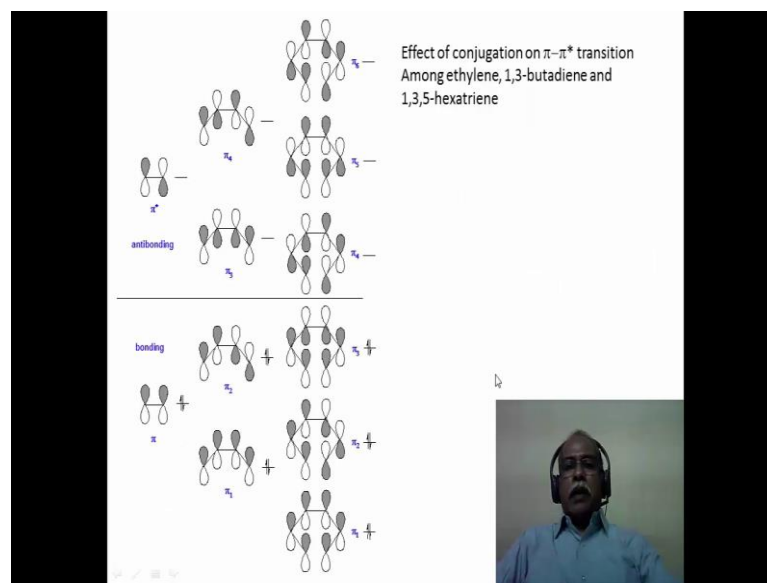 Effect of conjugation on π–π* transition
Among ethylene, 1,3-butadiene and
1,3,5-hexatriene
π₆
π₄
π₅
π*
antibonding
π₃
π₄
bonding
π₂
π₃
π
π₂
π₁
π₁